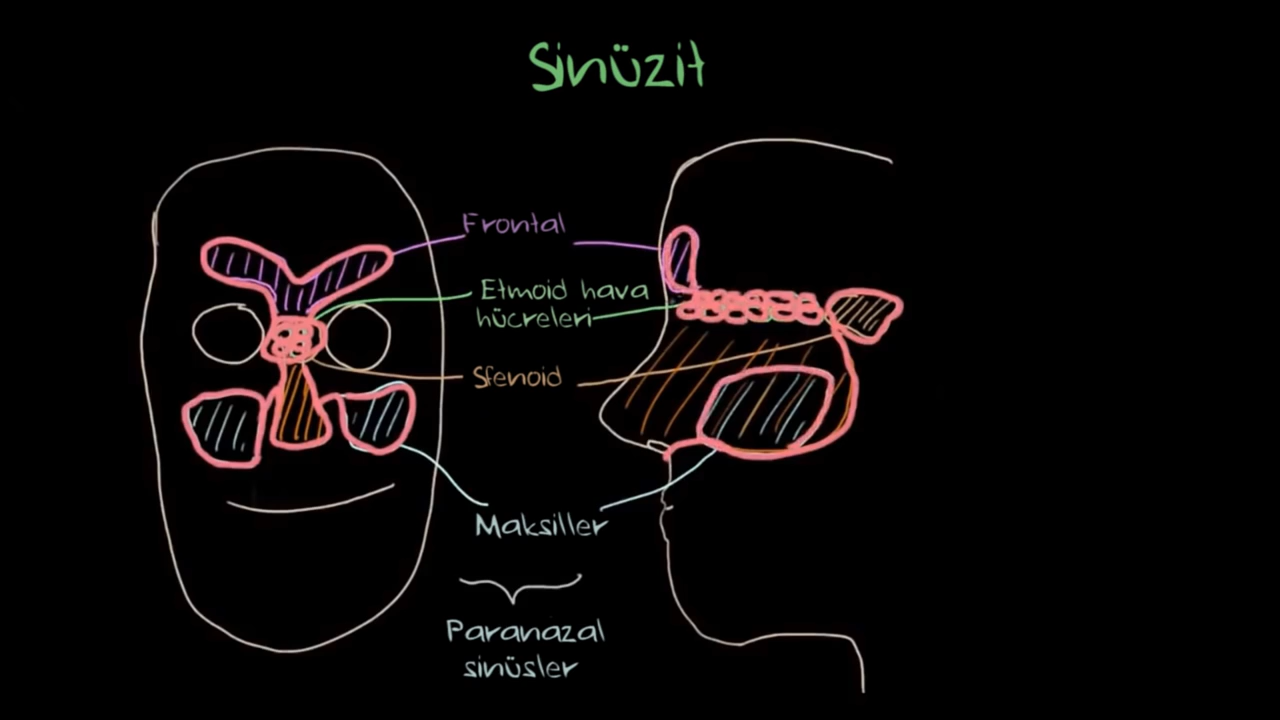 Sinüzit
Frontal
Etmoid hava
hücreleri
Sfenoid
Maksiller
Paranazal
sinüsler